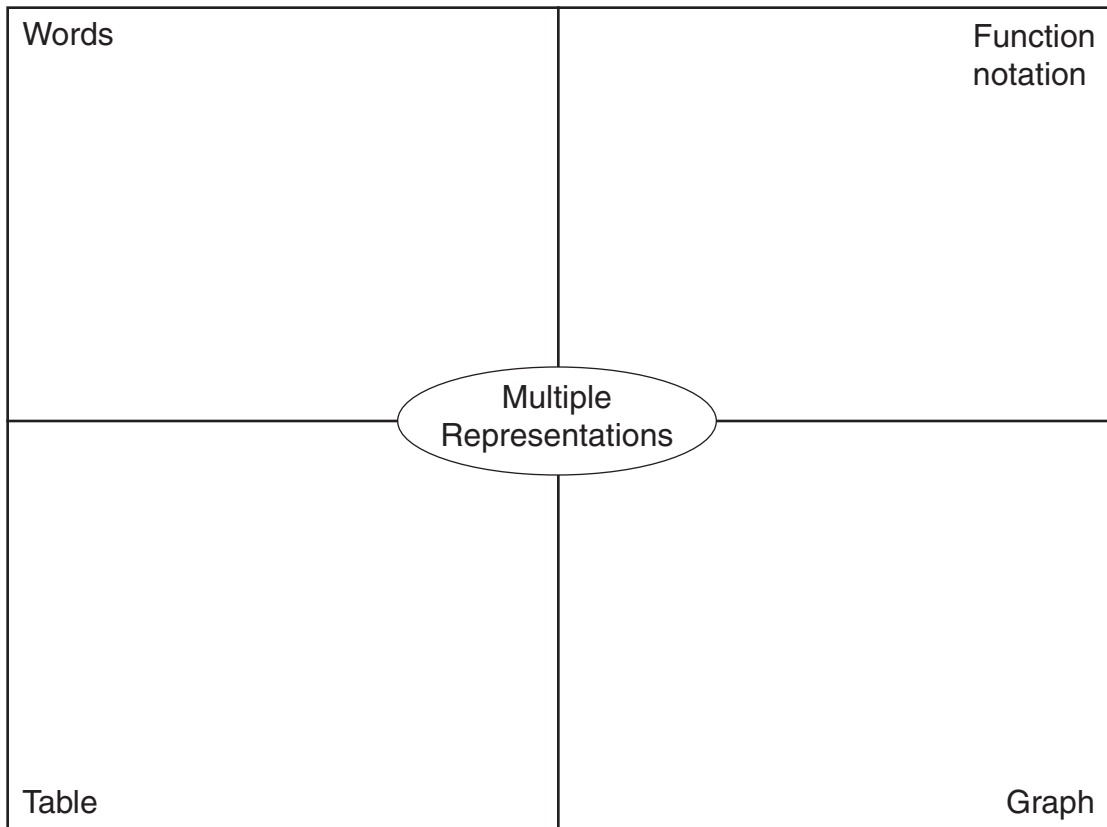 Words
Function
notation
Multiple
Representations
Table
Graph